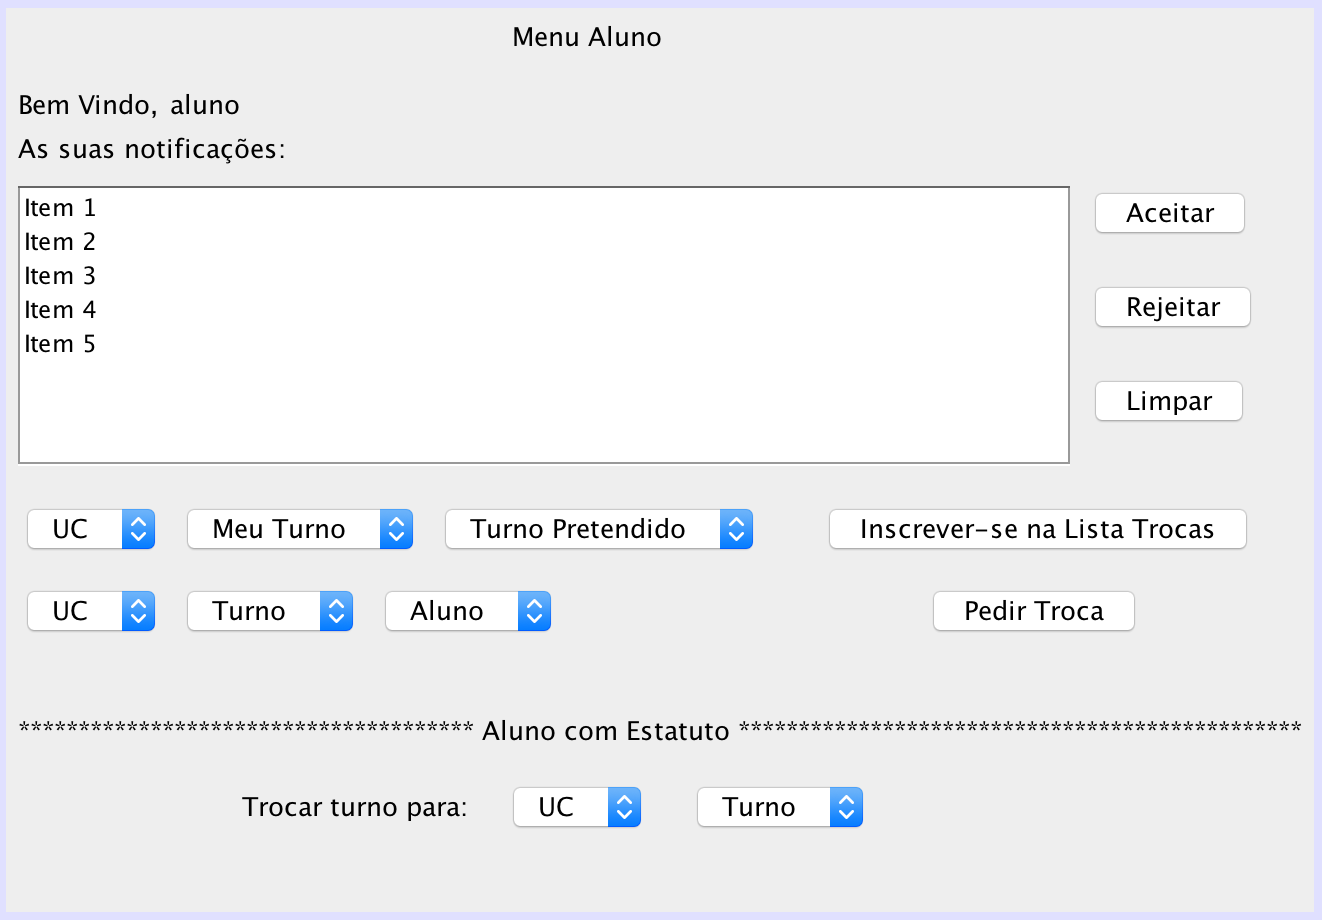 Menu Aluno
Bem Vindo, aluno
As suas notificações:
Item 1
Item 2
Item 3
Item 4
Item 5
Aceitar
Rejeitar
Limpar
UC Meu Turno Turno Pretendido Inscrever-se na Lista Trocas
UC Turno Aluno Pedir Troca
************************************** Aluno com Estatuto ***********************************************
Trocar turno para: UC Turno